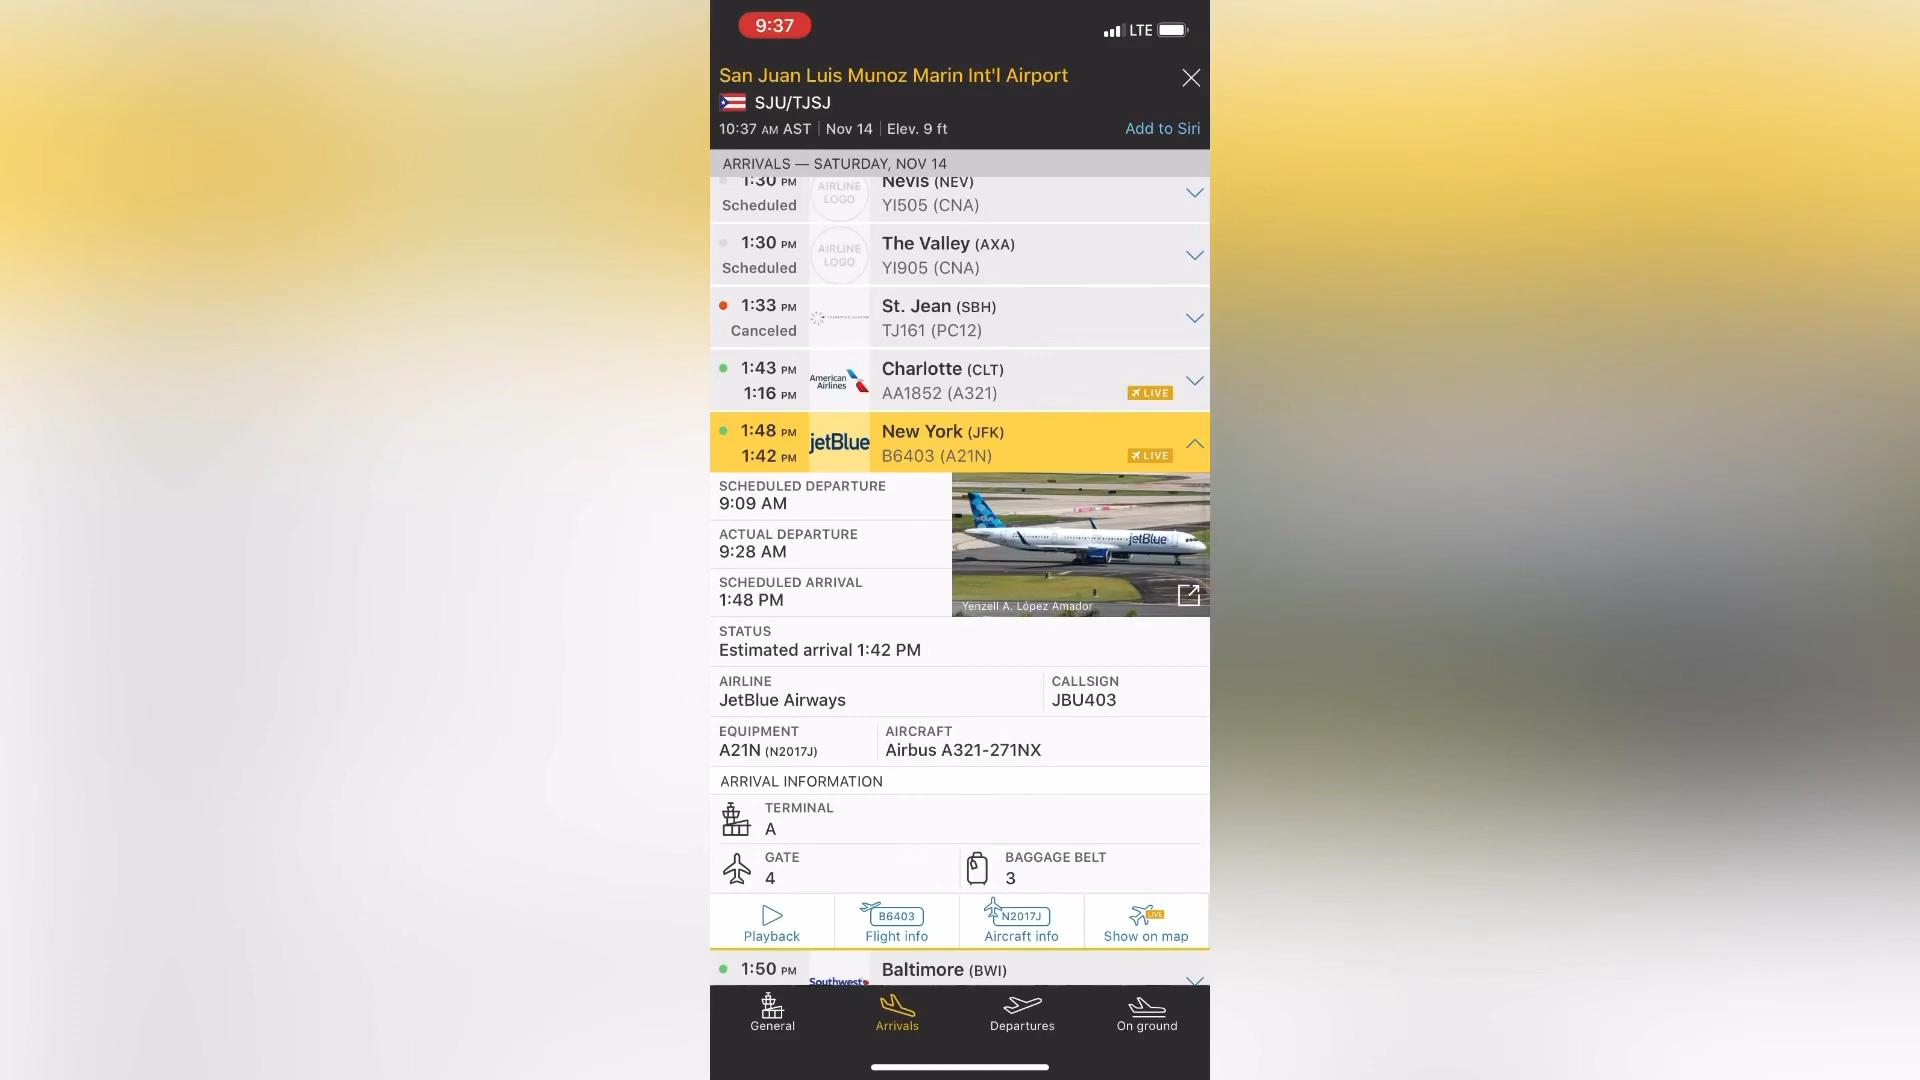 9:37
LTE
San Juan Luis Munoz Marin Int'l Airport
SJU/TJSJ
10:37 AM AST | Nov 14 | Elev. 9 ft
Add to Siri
ARRIVALS — SATURDAY, NOV 14
1:30 PM
AIRLINE LOGO
Nevis (NEV)
Scheduled
YI505 (CNA)
1:30 PM
AIRLINE LOGO
The Valley (AXA)
Scheduled
YI905 (CNA)
1:33 PM
St. Jean (SBH)
Canceled
TJ161 (PC12)
1:43 PM
American Airlines
Charlotte (CLT)
1:16 PM
AA1852 (A321)
LIVE
1:48 PM
jetBlue
New York (JFK)
1:42 PM
B6403 (A21N)
LIVE
SCHEDULED DEPARTURE
9:09 AM
ACTUAL DEPARTURE
9:28 AM
SCHEDULED ARRIVAL
1:48 PM
jetBlue
Yenzell A. López Amador
STATUS
Estimated arrival 1:42 PM
AIRLINE
JetBlue Airways
CALLSIGN
JBU403
EQUIPMENT
A21N (N2017J)
AIRCRAFT
Airbus A321-271NX
ARRIVAL INFORMATION
TERMINAL
A
GATE
4
BAGGAGE BELT
3
Playback
B6403
Flight info
N2017J
Aircraft info
LIVE
Show on map
1:50 PM
Southwest
Baltimore (BWI)
General
Arrivals
Departures
On ground